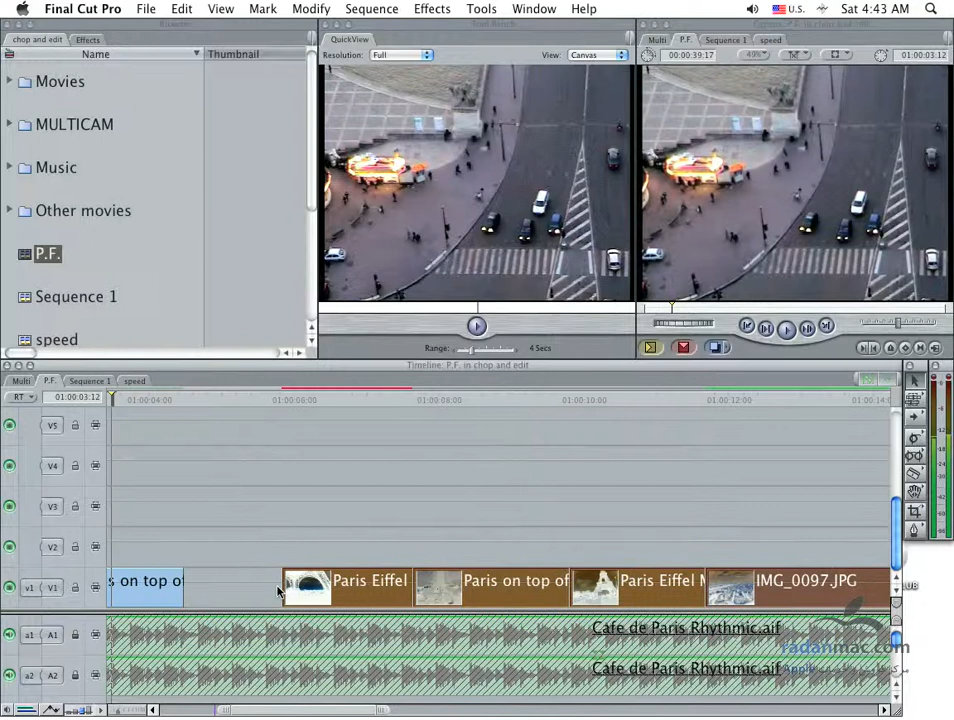 Final Cut Pro File Edit View Mark Modify Sequence Effects Tools Window Help U.S. Sat 4:43 AM
chop and edit Effects
Name Thumbnail
Movies
MULTICAM
Music
Other movies
P.F.
Sequence 1
speed
QuickView
Resolution: Full View: Canvas
Range: 4 Secs
Multi P.F. Sequence 1 speed
00:00:39:17 49% 01:00:03:12
Timeline: P.F. in chop and edit
Multi P.F. Sequence 1 speed
RT 01:00:03:12 01:00:04:00 01:00:06:00 01:00:08:00 01:00:10:00 01:00:12:00 01:00:14:0
V5
V4
V3
V2
v1 V1 s on top of Paris Eiffel Paris on top of Paris Eiffel M IMG_0097.JPG
a1 A1 Cafe de Paris Rhythmic.aif
radanmac.com
a2 A2 Cafe de Paris Rhythmic.aif